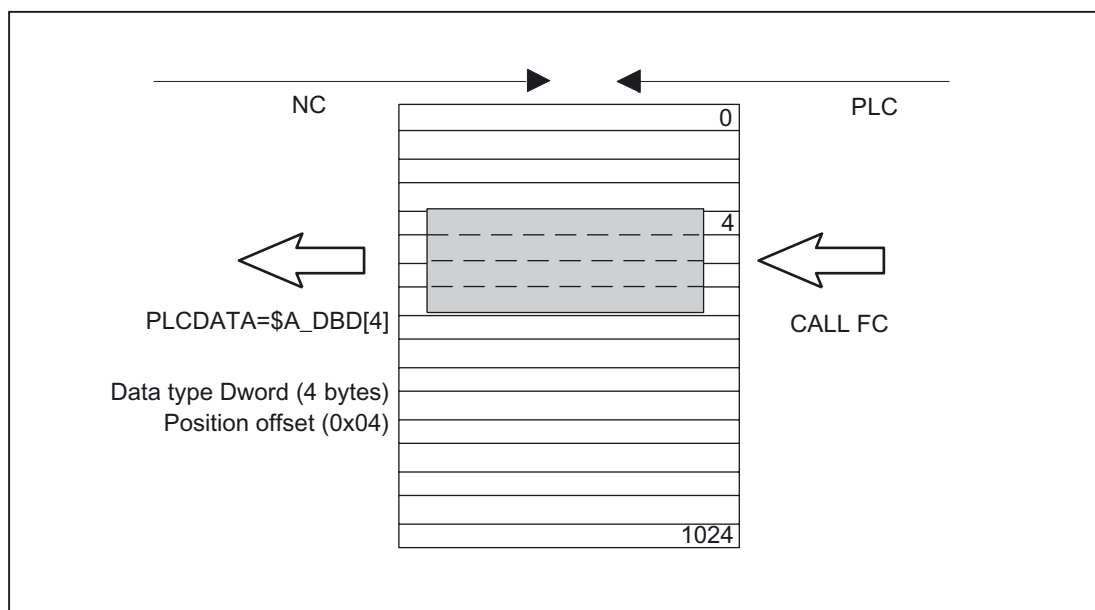 NC
PLC
0
4
PLCDATA=$A_DBD[4]
CALL FC
Data type Dword (4 bytes)
Position offset (0x04)
1024